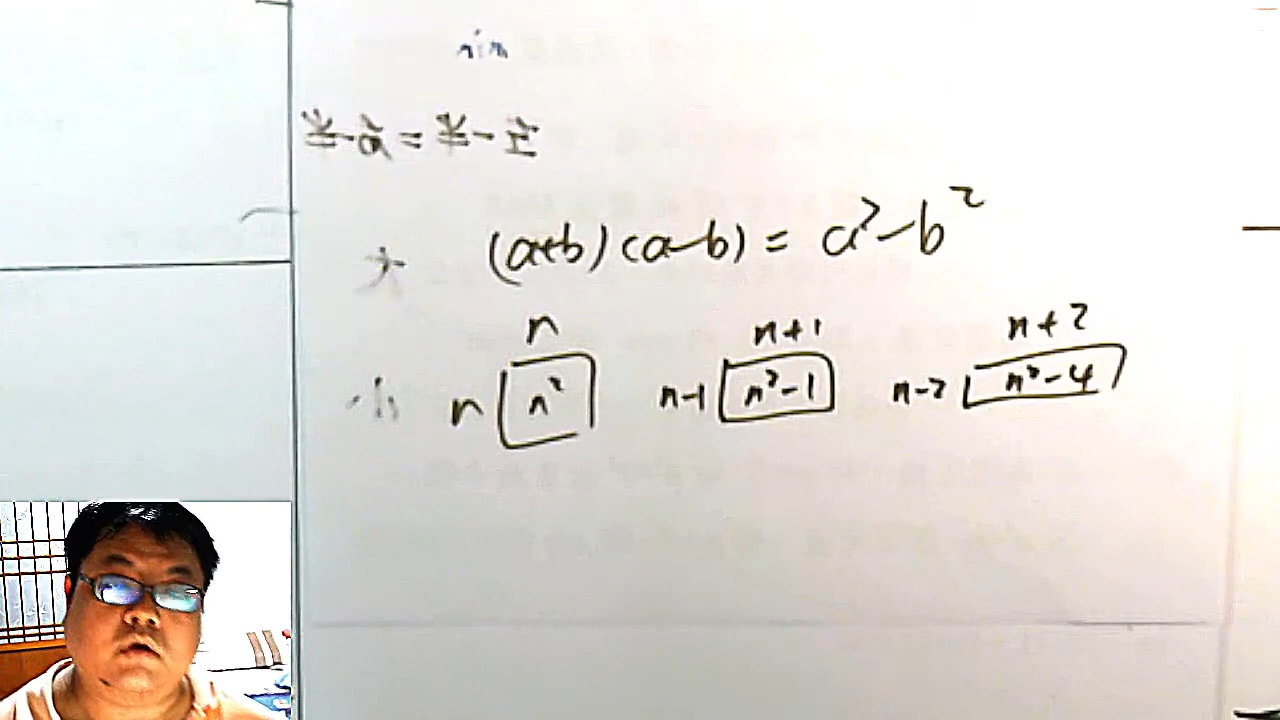 (a+b)(a-b) = a²-b²
n n+1 n+2
n n² n-1 n²-1 n-2 n²-4